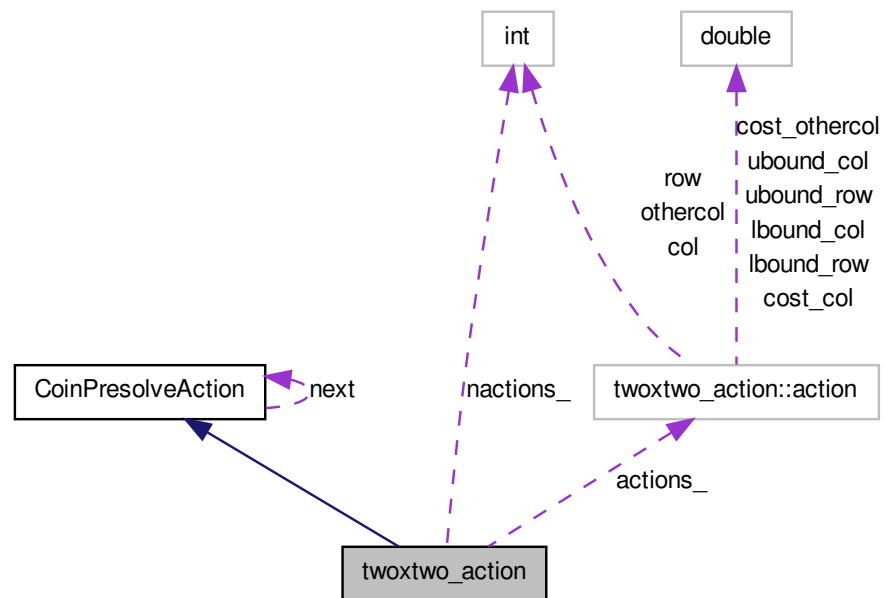 int
double
cost_othercol
ubound_col
ubound_row
lbound_col
lbound_row
cost_col
row
othercol
col
CoinPresolveAction
next
nactions_
twoxtwo_action::action
actions_
twoxtwo_action